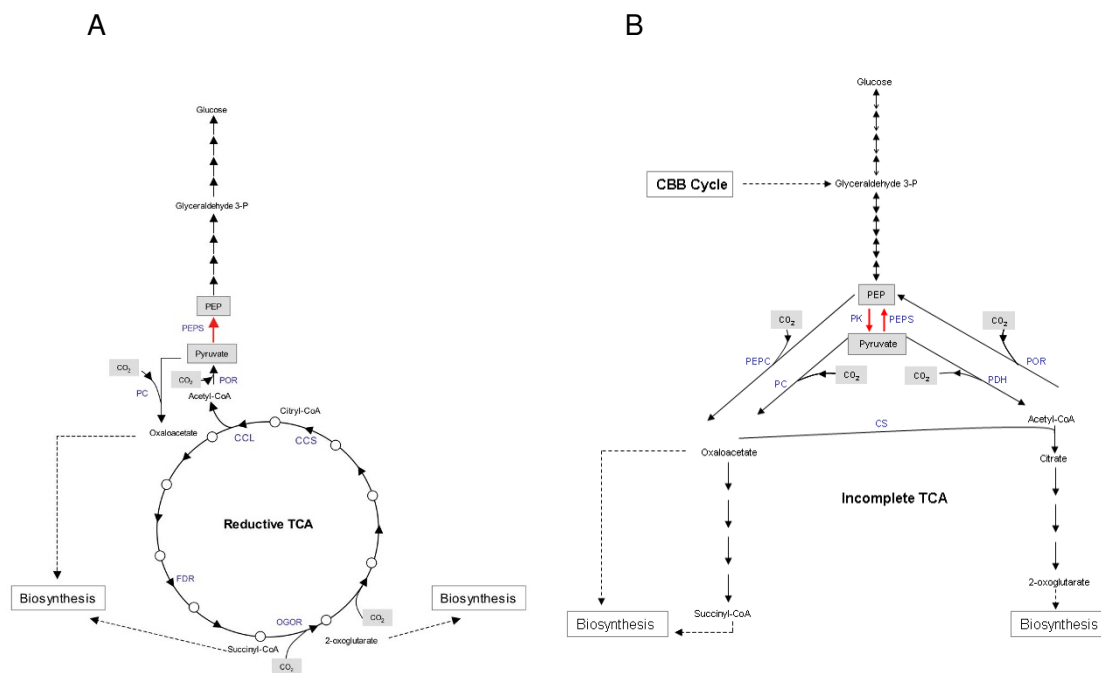 A
Glucose
Glyceraldehyde 3-P
PEP
PEPS
Pyruvate
CO2
CO2
POR
PC
Acetyl-CoA
Citryl-CoA
Oxaloacetate
CCL
CCS
Reductive TCA
FDR
Biosynthesis
Biosynthesis
OGOR
CO2
2-oxoglutarate
Succinyl-CoA
CO2
B
Glucose
CBB Cycle
Glyceraldehyde 3-P
PEP
CO2
PK
PEPS
CO2
Pyruvate
PEPC
POR
PC
CO2
CO2
PDH
Acetyl-CoA
CS
Oxaloacetate
Citrate
Incomplete TCA
2-oxoglutarate
Succinyl-CoA
Biosynthesis
Biosynthesis